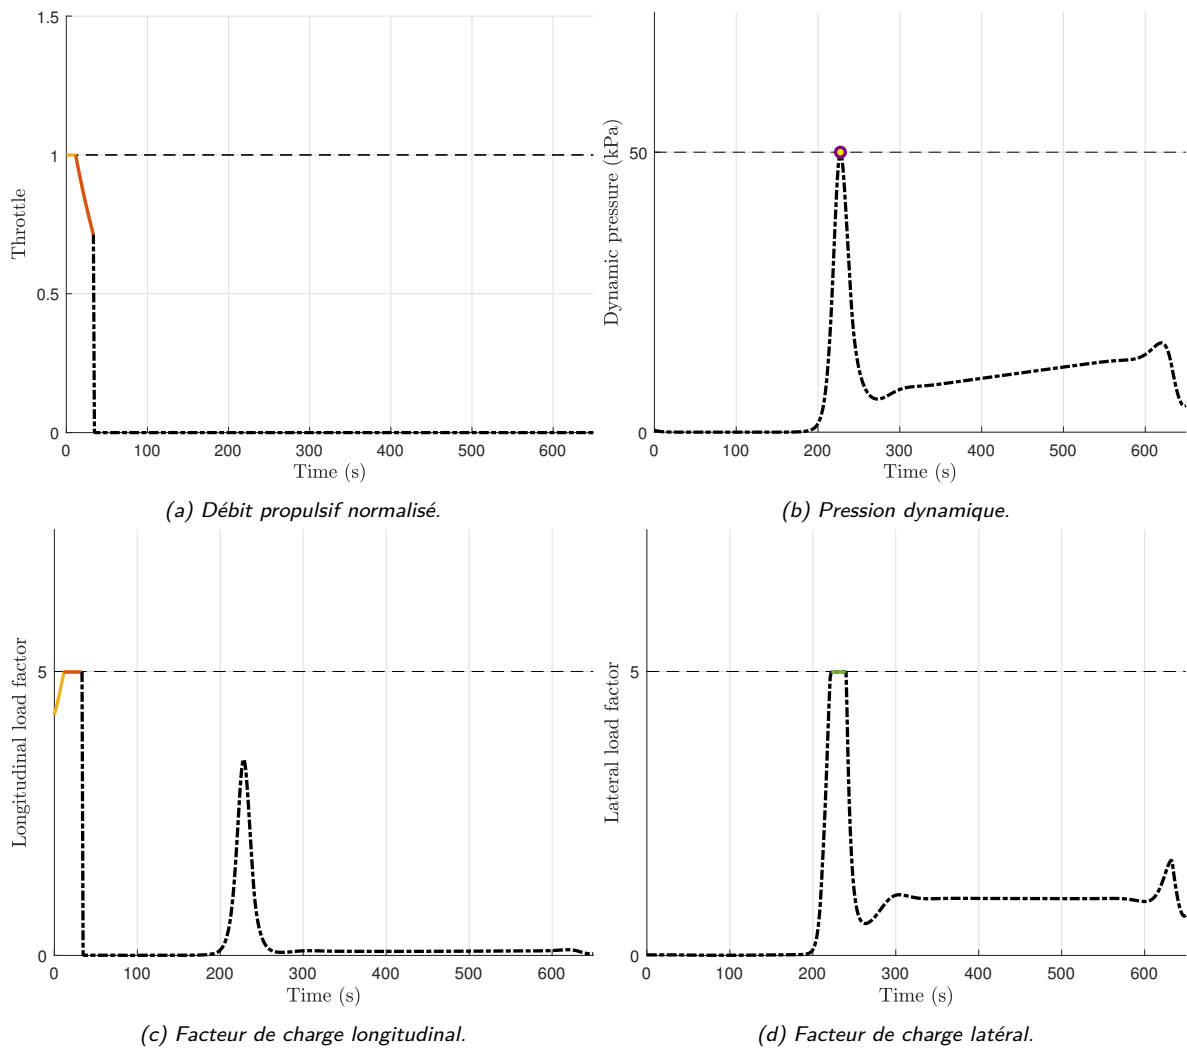 1.5
1
0.5
0
Throttle
0 100 200 300 400 500 600
Time (s)
(a) Débit propulsif normalisé.
50
0
Dynamic pressure (kPa)
0 100 200 300 400 500 600
Time (s)
(b) Pression dynamique.
5
0
Longitudinal load factor
0 100 200 300 400 500 600
Time (s)
(c) Facteur de charge longitudinal.
5
0
Lateral load factor
0 100 200 300 400 500 600
Time (s)
(d) Facteur de charge latéral.